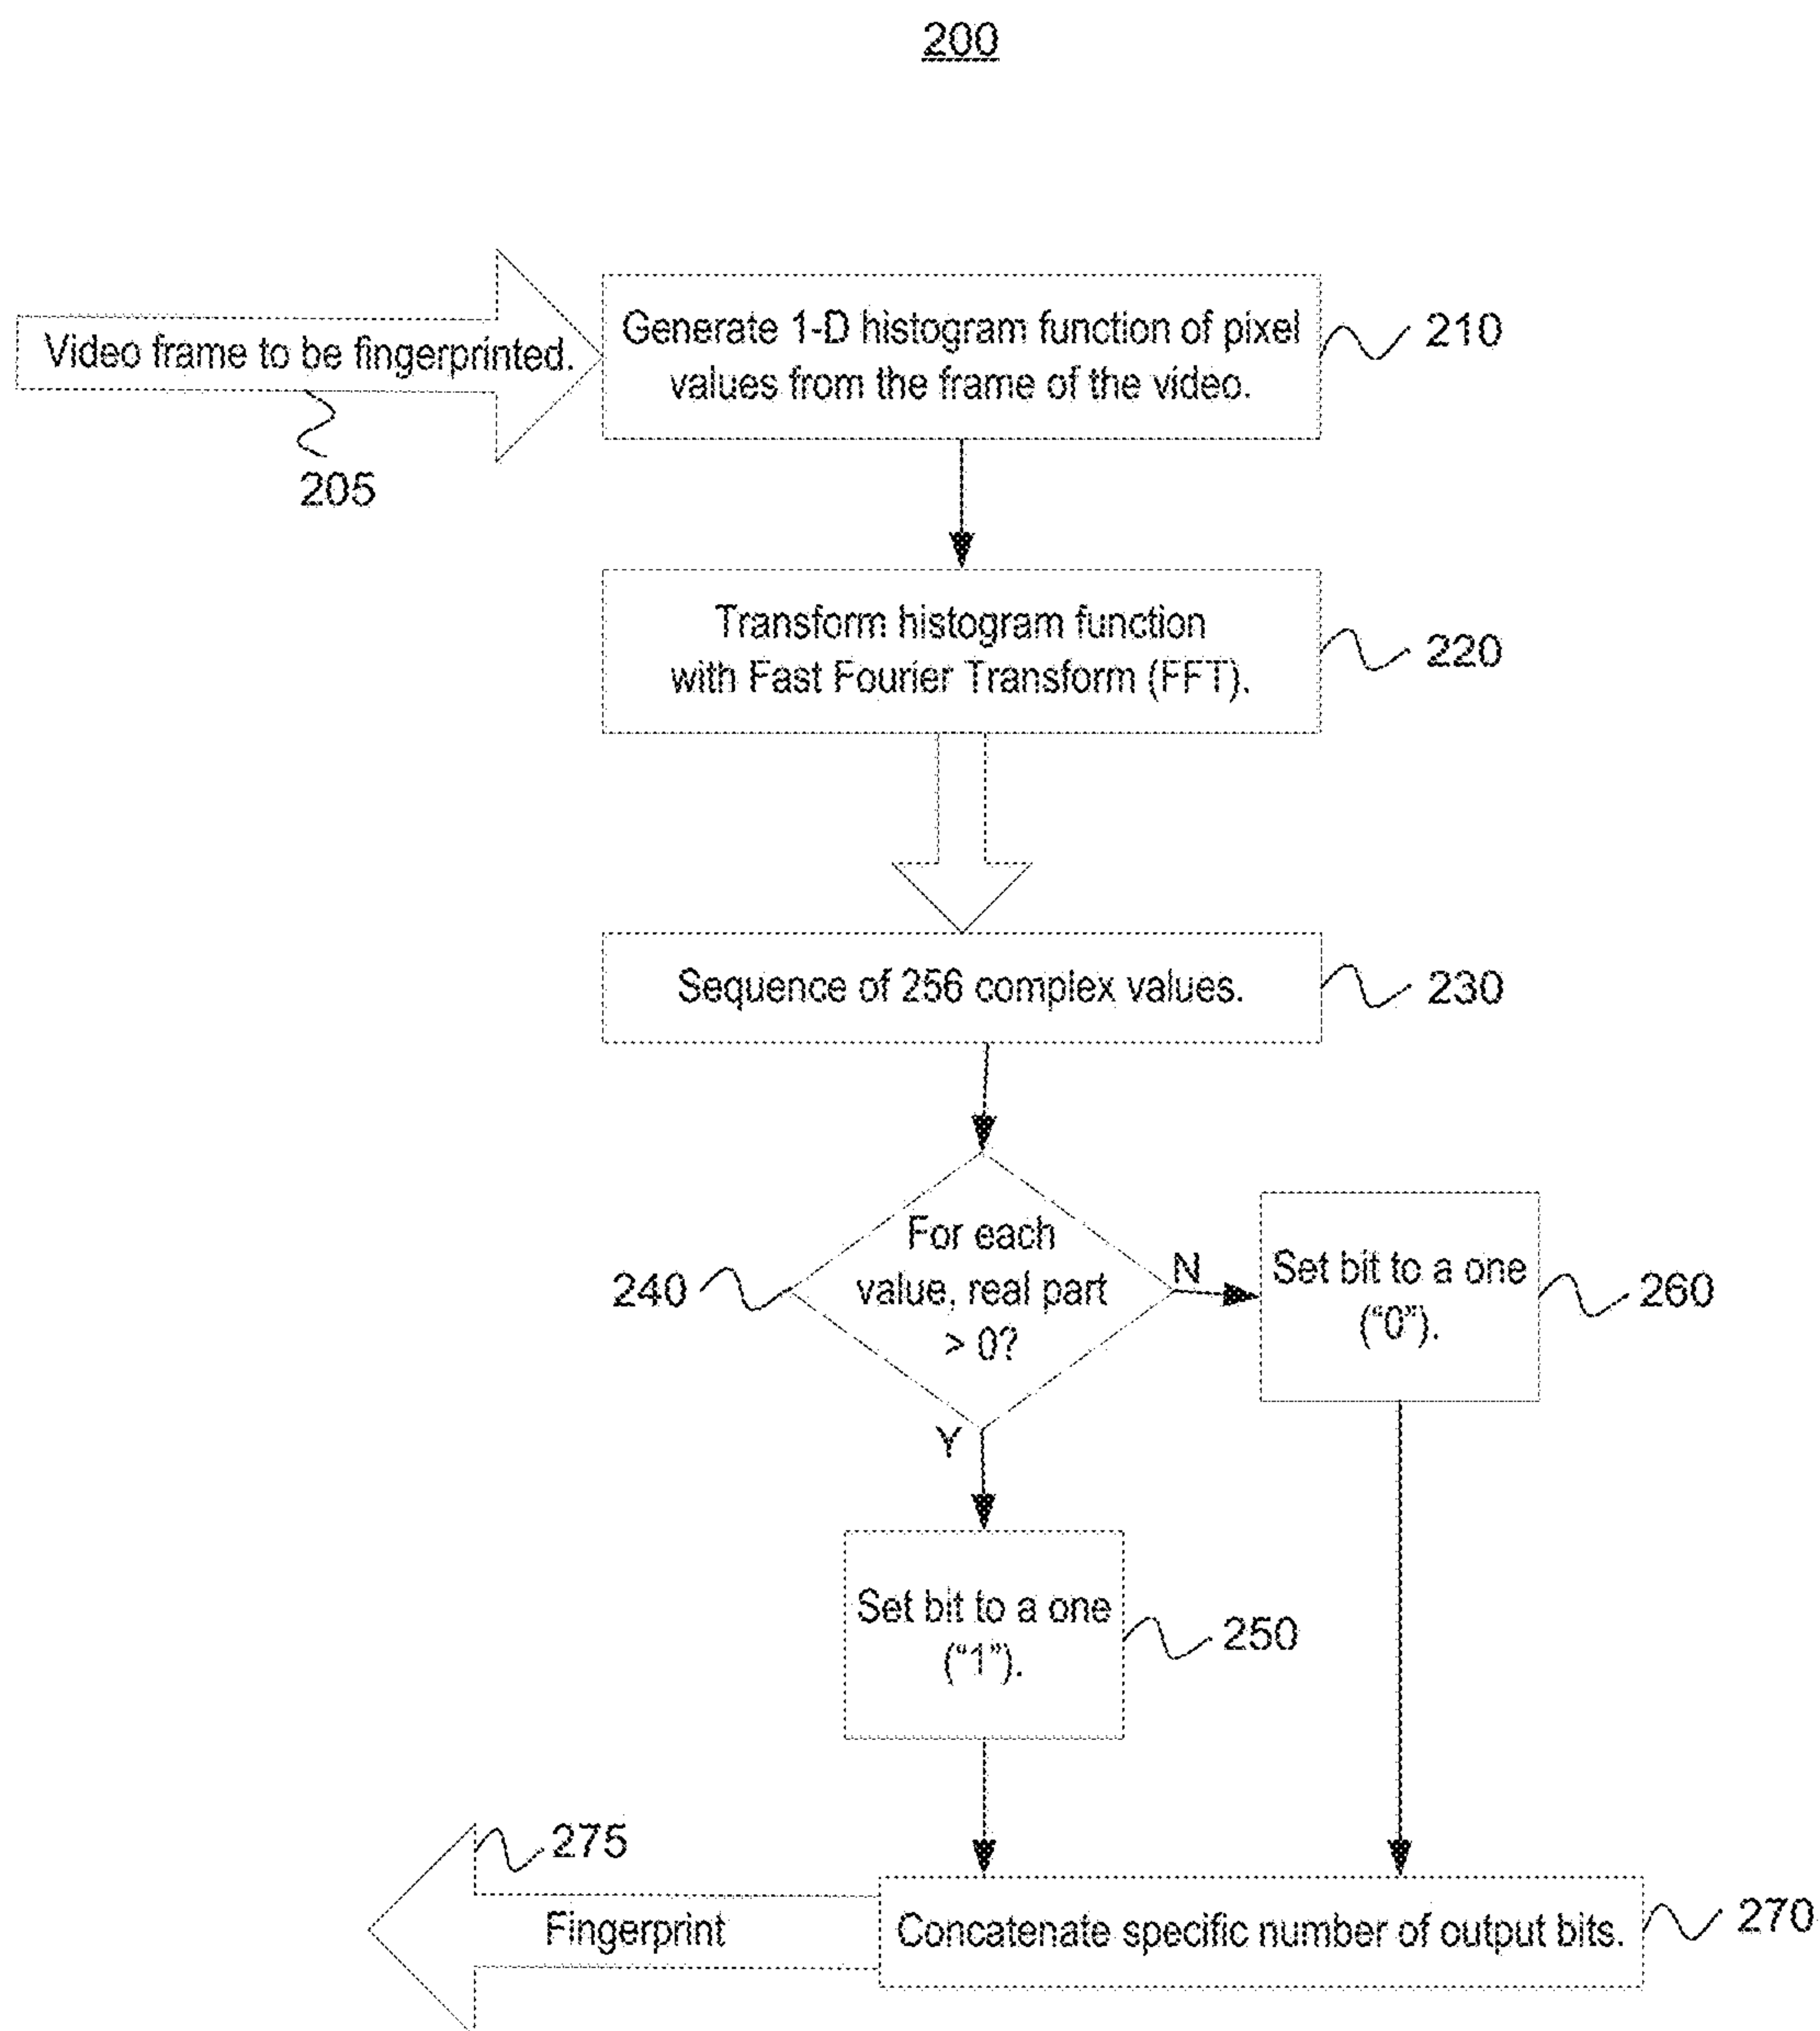 200
Video frame to be fingerprinted.
205
Generate 1-D histogram function of pixel
values from the frame of the video.
210
Transform histogram function
with Fast Fourier Transform (FFT).
220
Sequence of 256 complex values.
230
For each
value, real part
> 0?
240
N
Set bit to a one
(“0”).
260
Y
Set bit to a one
(“1”).
250
275
Fingerprint
Concatenate specific number of output bits.
270